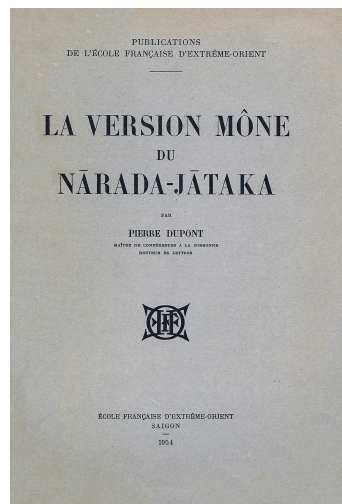 PUBLICATIONS
DE L'ÉCOLE FRANÇAISE D'EXTRÊME-ORIENT
LA VERSION MÔNE
DU
NĀRADA-JĀTAKA
PAR
PIERRE DUPONT
MAÎTRE DE CONFÉRENCES A LA SORBONNE
DOCTEUR ÈS LETTRES
ÉCOLE FRANÇAISE D'EXTRÊME-ORIENT
SAIGON
1954